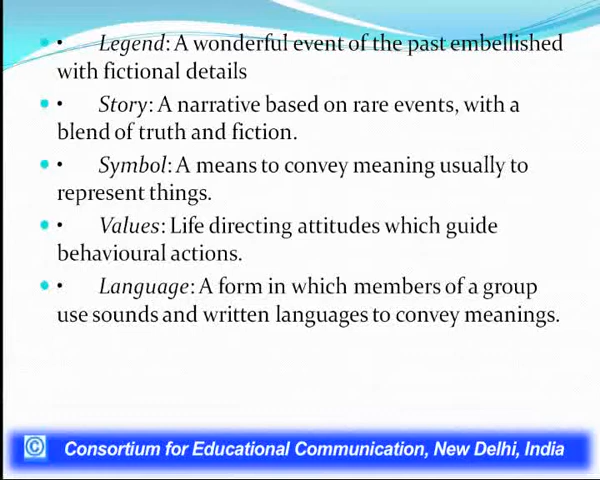 • Legend: A wonderful event of the past embellished
with fictional details
• Story: A narrative based on rare events, with a
blend of truth and fiction.
• Symbol: A means to convey meaning usually to
represent things.
• Values: Life directing attitudes which guide
behavioural actions.
• Language: A form in which members of a group
use sounds and written languages to convey meanings.
© Consortium for Educational Communication, New Delhi, India